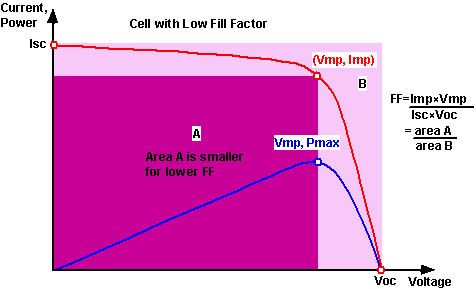 Current,
Power
Cell with Low Fill Factor
Isc
(Vmp, Imp)
B
FF=Imp×Vmp
Isc×Voc
= area A
area B
A
Vmp, Pmax
Area A is smaller
for lower FF
Voc
Voltage